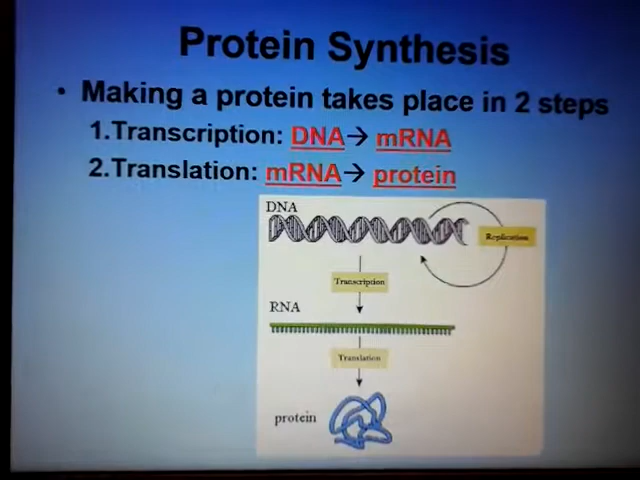 Protein Synthesis
• Making a protein takes place in 2 steps
1.Transcription: DNA→ mRNA
2.Translation: mRNA→ protein
DNA
Replication
Transcription
RNA
Translation
protein